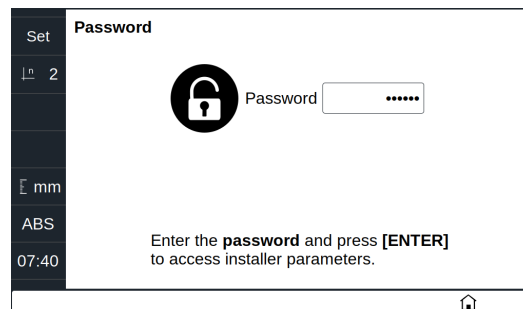 Set
Password
n 2
Password ••••••
mm
ABS
Enter the password and press [ENTER]
07:40
to access installer parameters.